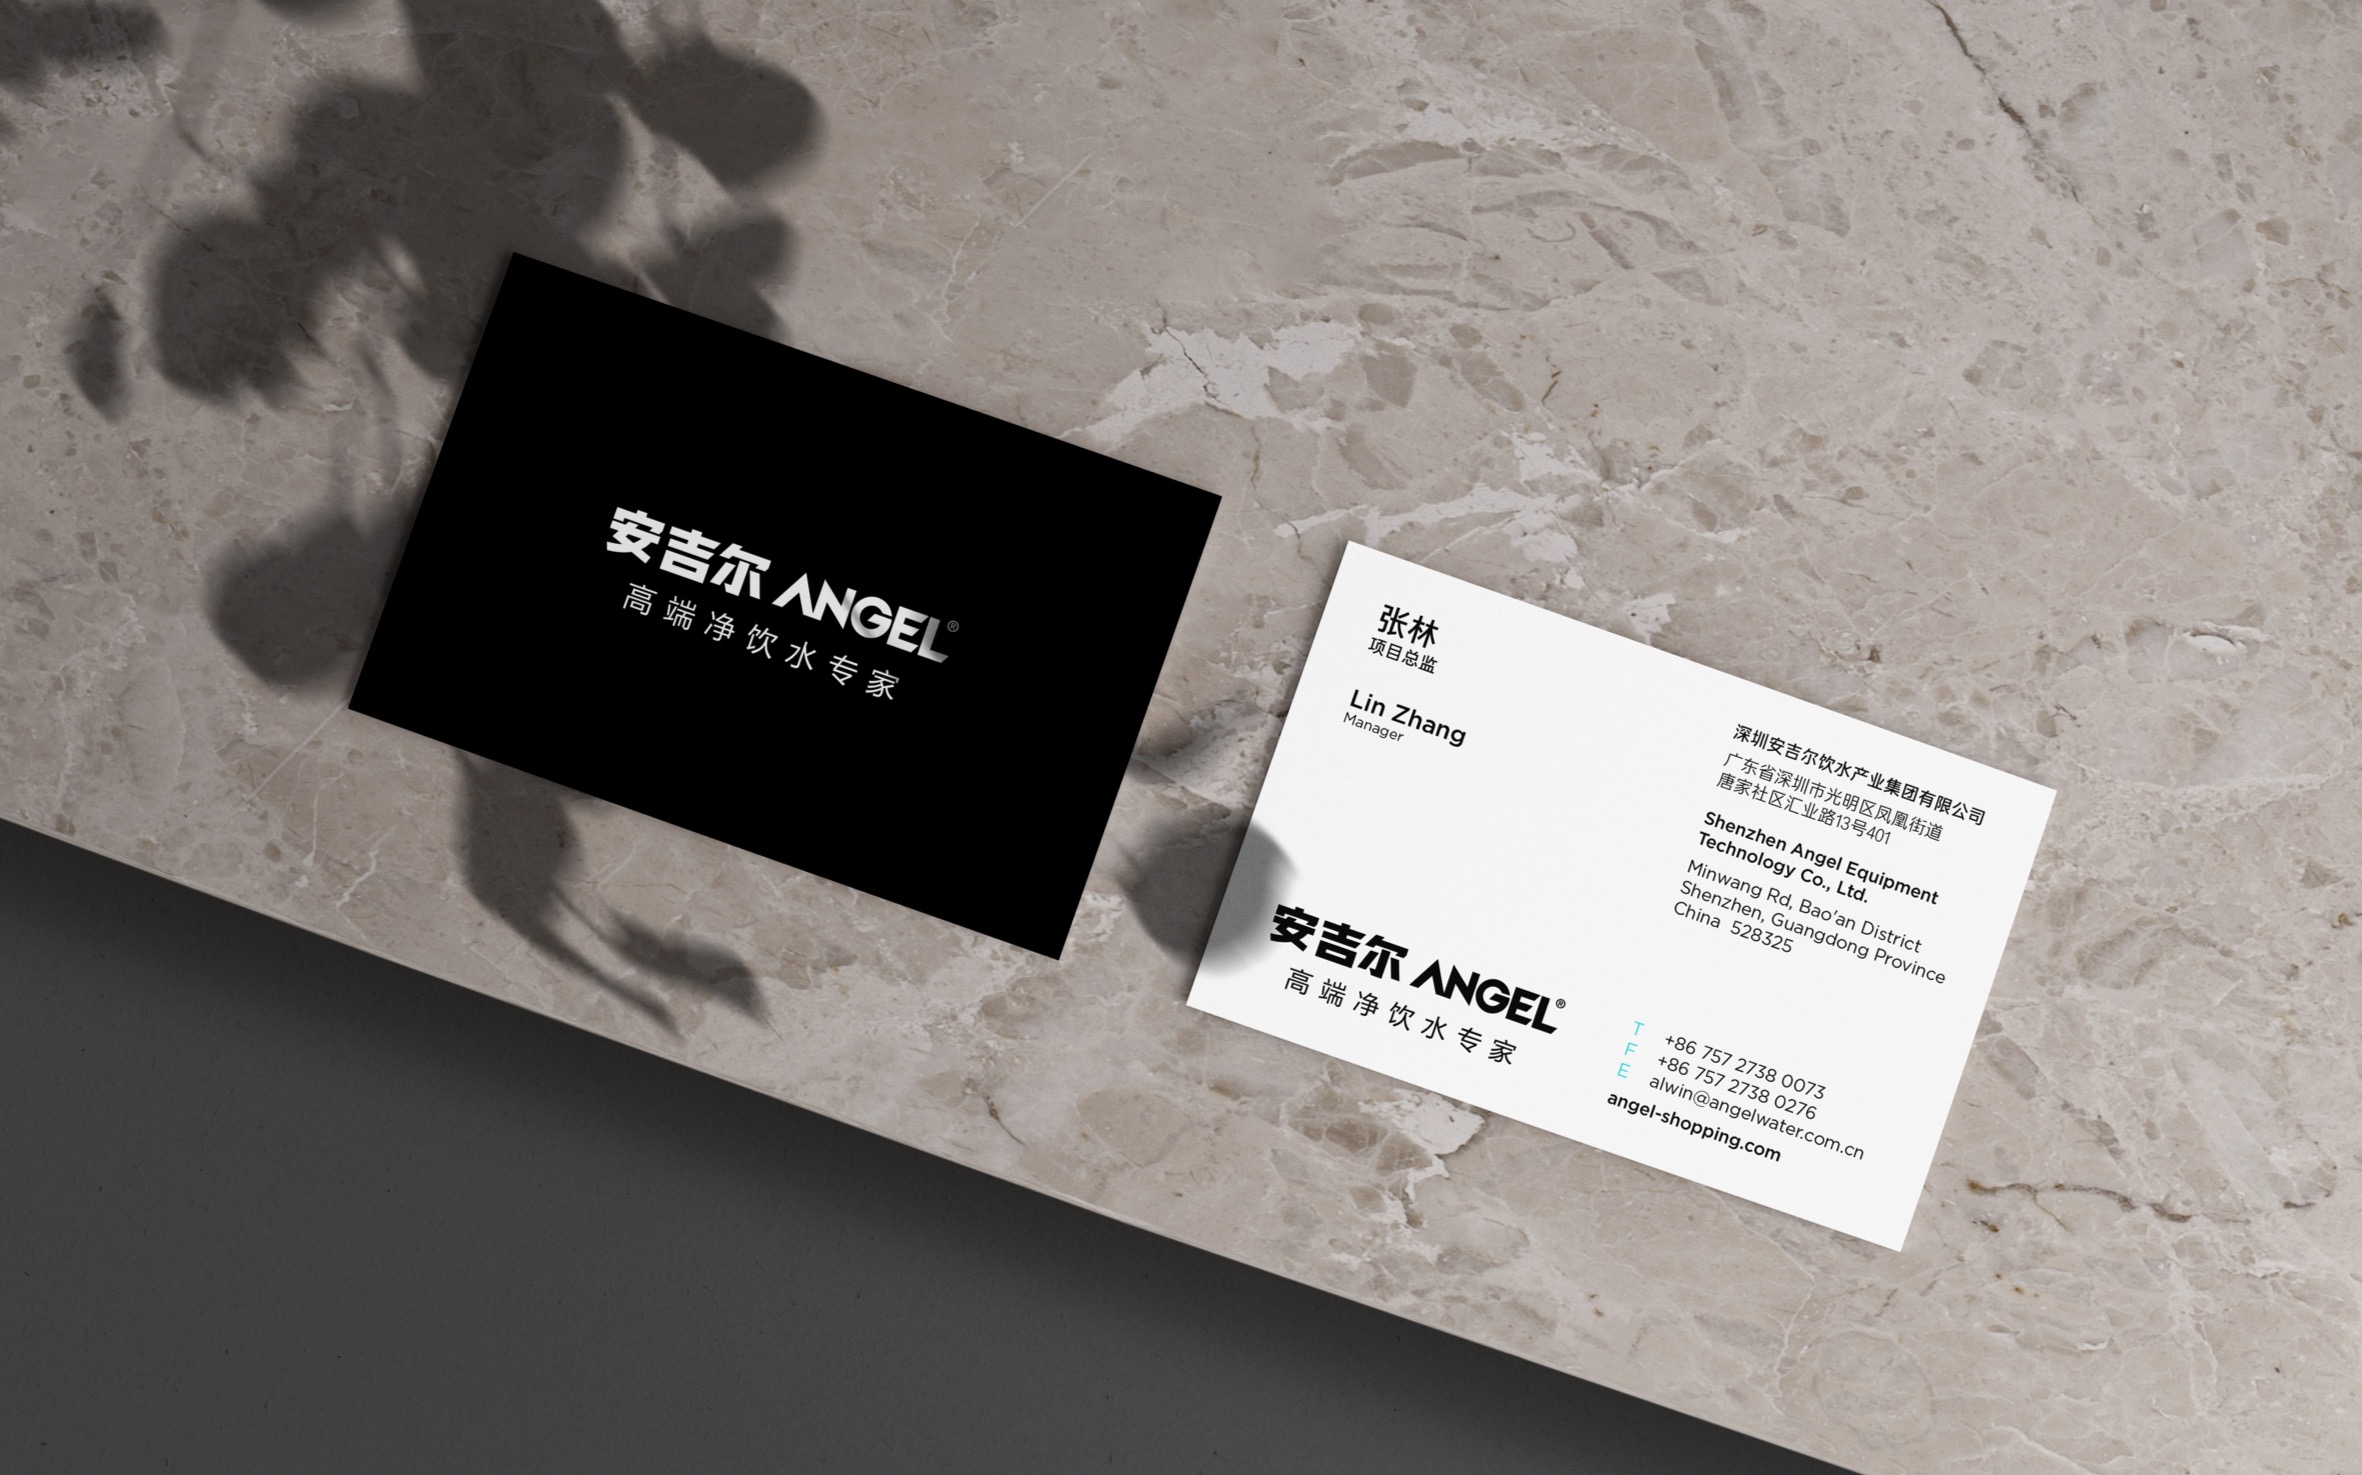 安吉尔 ANGEL®
高端净饮水专家
张林
项目总监
Lin Zhang
Manager
深圳安吉尔饮水产业集团有限公司
广东省深圳市光明区凤凰街道
唐家社区汇业路13号401
Shenzhen Angel Equipment
Technology Co., Ltd.
Minwang Rd, Bao'an District
Shenzhen, Guangdong Province
China 528325
安吉尔 ANGEL®
高端净饮水专家
T +86 757 2738 0073
F +86 757 2738 0276
E alwin@angelwater.com.cn
angel-shopping.com